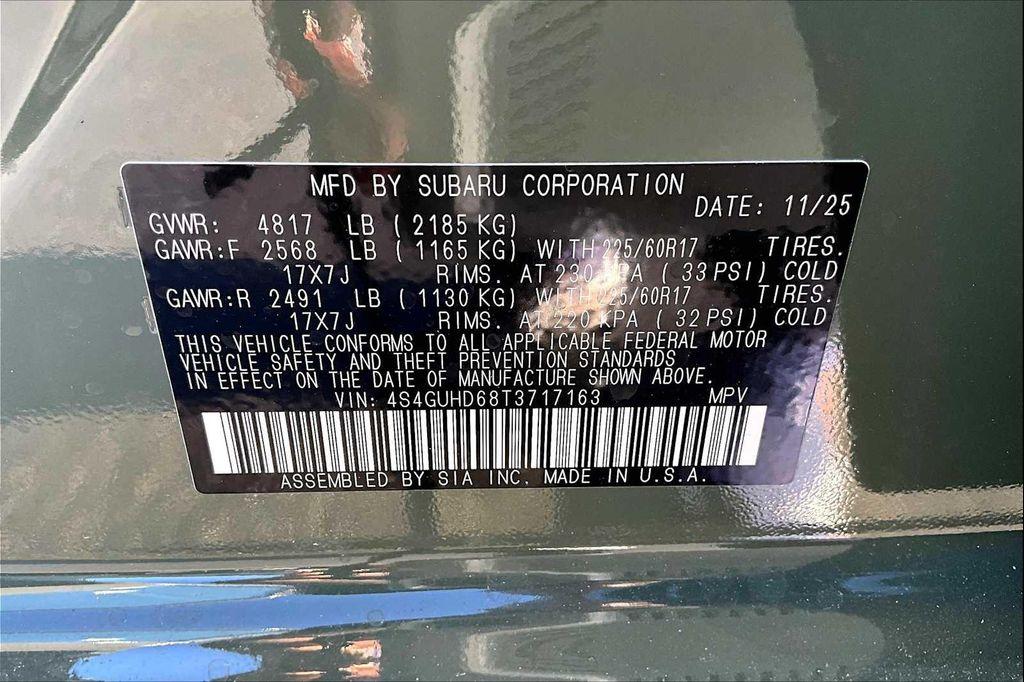 MFD BY SUBARU CORPORATION
DATE: 11/25
GVWR: 4817 LB ( 2185 KG)
GAWR:F 2568 LB ( 1165 KG) WITH 225/60R17 TIRES.
17X7J RIMS. AT 230 KPA ( 33 PSI) COLD
GAWR:R 2491 LB ( 1130 KG) WITH 225/60R17 TIRES.
17X7J RIMS. AT 220 KPA ( 32 PSI) COLD
THIS VEHICLE CONFORMS TO ALL APPLICABLE FEDERAL MOTOR
VEHICLE SAFETY AND THEFT PREVENTION STANDARDS
IN EFFECT ON THE DATE OF MANUFACTURE SHOWN ABOVE.
VIN: 4S4GUHD68T3717163 MPV
ASSEMBLED BY SIA INC. MADE IN U.S.A.